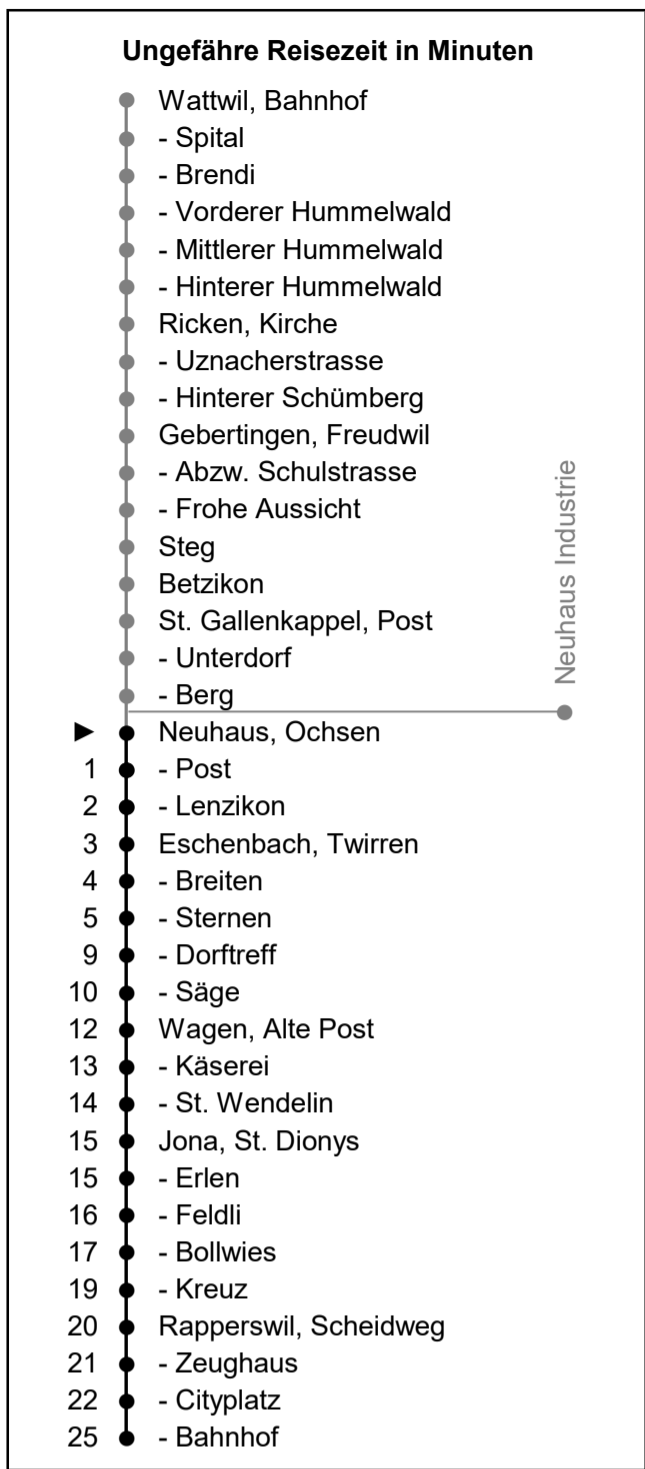 Ungefähre Reisezeit in Minuten
Wattwil, Bahnhof
- Spital
- Brendi
- Vorderer Hummelwald
- Mittlerer Hummelwald
- Hinterer Hummelwald
Ricken, Kirche
- Uznacherstrasse
- Hinterer Schümberg
Gebertingen, Freudwil
- Abzw. Schulstrasse
- Frohe Aussicht
Steg
Betzikon
St. Gallenkappel, Post
- Unterdorf
- Berg
Neuhaus Industrie
► Neuhaus, Ochsen
1 - Post
2 - Lenzikon
3 Eschenbach, Twirren
4 - Breiten
5 - Sternen
9 - Dorftreff
10 - Säge
12 Wagen, Alte Post
13 - Käserei
14 - St. Wendelin
15 Jona, St. Dionys
15 - Erlen
16 - Feldli
17 - Bollwies
19 - Kreuz
20 Rapperswil, Scheidweg
21 - Zeughaus
22 - Cityplatz
25 - Bahnhof